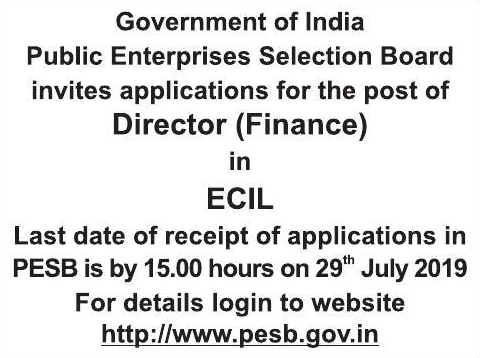 Government of India
Public Enterprises Selection Board
invites applications for the post of
Director (Finance)
in
ECIL
Last date of receipt of applications in
PESB is by 15.00 hours on 29th July 2019
For details login to website
http://www.pesb.gov.in